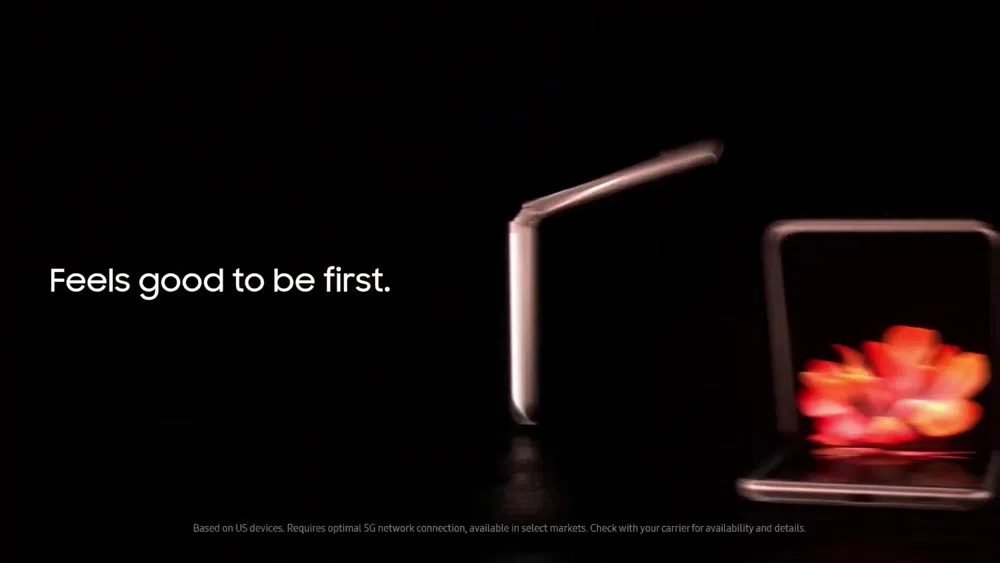 Feels good to be first.
Based on US devices. Requires optimal 5G network connection, available in select markets. Check with your carrier for availability and details.